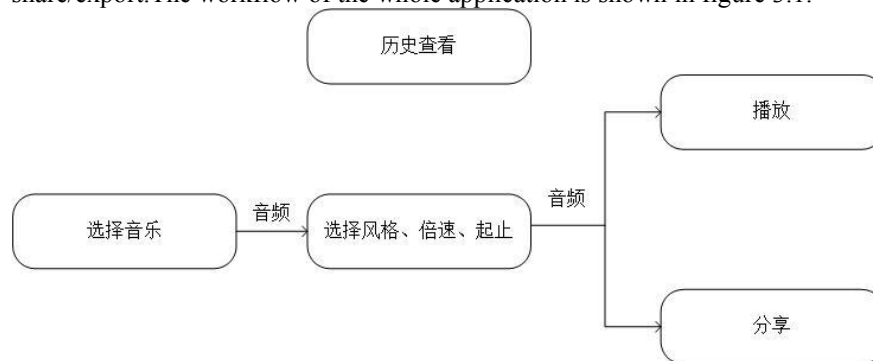 share/export.The workflow of the whole application is shown in figure 3.1.
历史查看
播放
选择音乐
音频
选择风格、倍速、起止
音频
分享